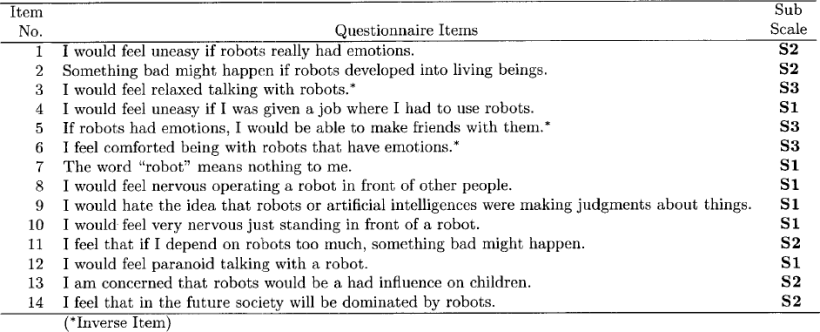 Item Sub
No. Questionnaire Items Scale
1 I would feel uneasy if robots really had emotions. S2
2 Something bad might happen if robots developed into living beings. S2
3 I would feel relaxed talking with robots.* S3
4 I would feel uneasy if I was given a job where I had to use robots. S1
5 If robots had emotions, I would be able to make friends with them.* S3
6 I feel comforted being with robots that have emotions.* S3
7 The word “robot” means nothing to me. S1
8 I would feel nervous operating a robot in front of other people. S1
9 I would hate the idea that robots or artificial intelligences were making judgments about things. S1
10 I would feel very nervous just standing in front of a robot. S1
11 I feel that if I depend on robots too much, something bad might happen. S2
12 I would feel paranoid talking with a robot. S1
13 I am concerned that robots would be a had influence on children. S2
14 I feel that in the future society will be dominated by robots. S2
(*Inverse Item)